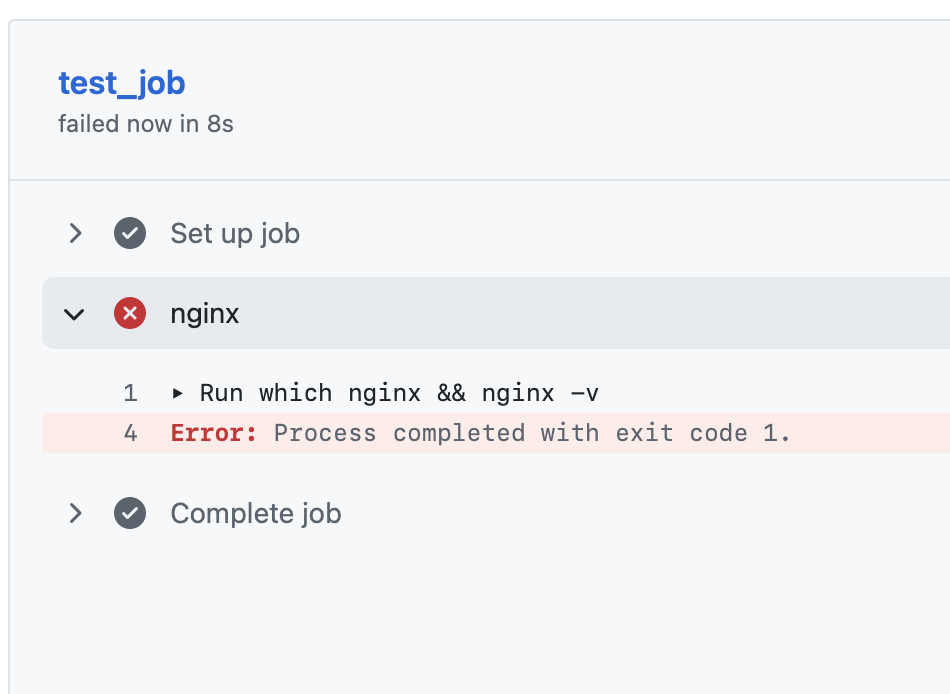 test_job
failed now in 8s
Set up job
nginx
1 ▸ Run which nginx && nginx -v
4 Error: Process completed with exit code 1.
Complete job